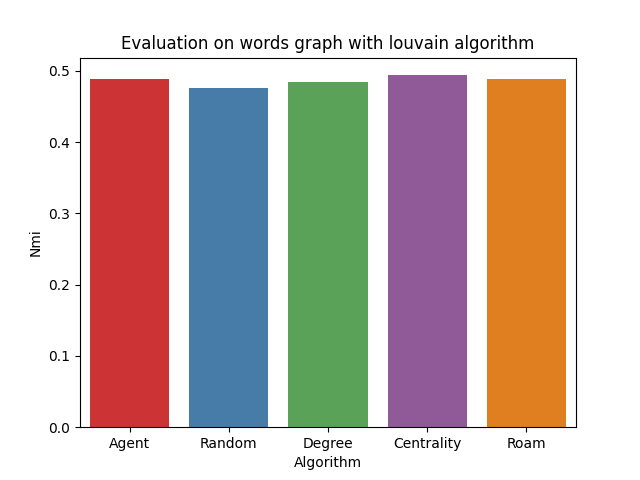 Evaluation on words graph with louvain algorithm
0.5
0.4
0.3
0.2
0.1
0.0
Nmi
Agent Random Degree Centrality Roam
Algorithm